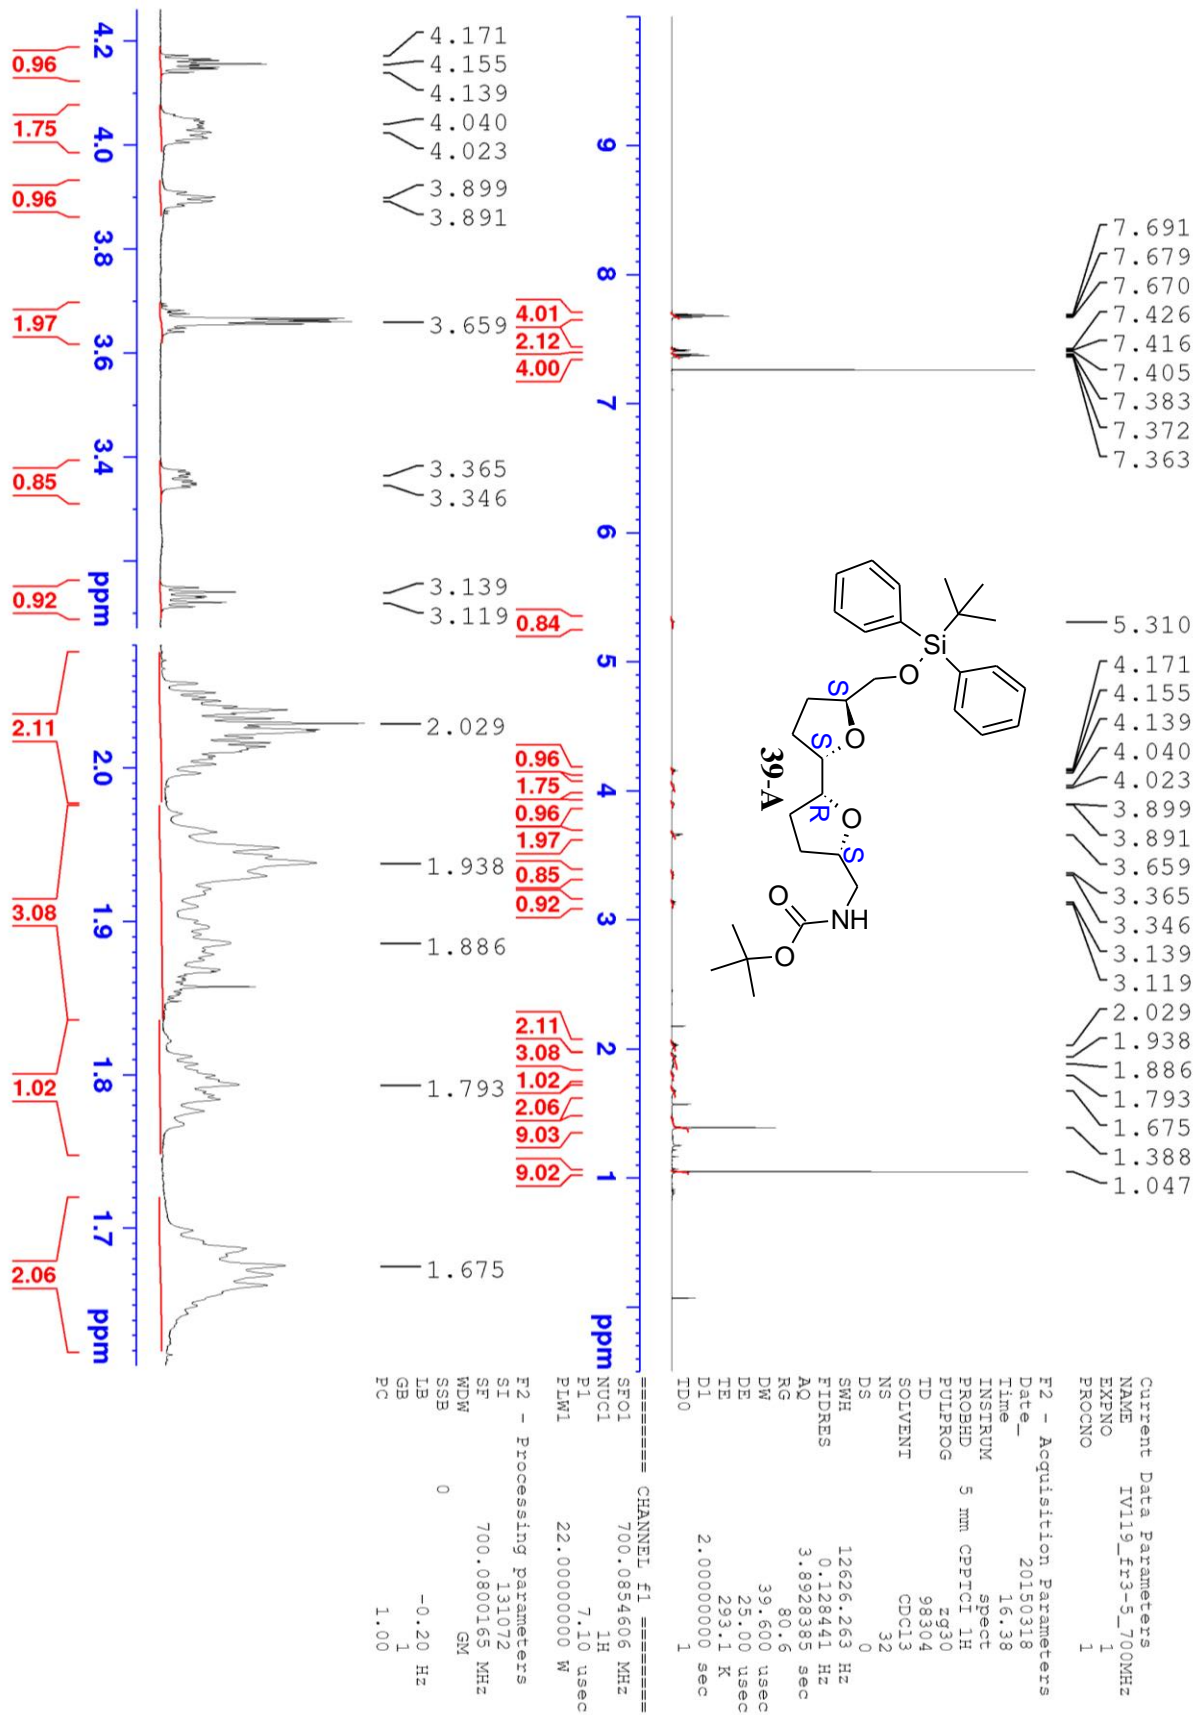 7.691
7.679
7.670
7.426
7.416
7.405
7.383
7.372
7.363
5.310
4.171
4.155
4.139
4.040
4.023
3.899
3.891
3.659
3.365
3.346
3.139
3.119
2.029
1.938
1.886
1.793
1.675
1.388
1.047
Si
O
S
O
S
R
O
S
NH
O
O
39-A
9
8
7
6
5
4
3
2
1
ppm
4.01
2.12
4.00
0.84
0.96
1.75
0.96
1.97
0.85
0.92
2.11
3.08
1.02
2.06
9.03
9.02
4.171
4.155
4.139
4.040
4.023
3.899
3.891
3.659
3.365
3.346
3.139
3.119
4.2
4.0
3.8
3.6
3.4
ppm
0.96
1.75
0.96
1.97
0.85
0.92
2.029
1.938
1.886
1.793
1.675
2.0
1.9
1.8
1.7
ppm
2.11
3.08
1.02
2.06
Current Data Parameters
NAME IV119_fr3-5_700MHz
EXPNO 1
PROCNO 1
F2 - Acquisition Parameters
Date_ 20150318
Time 16.38
INSTRUM spect
PROBHD 5 mm CPPTCI 1H
PULPROG zg30
TD 98304
SOLVENT CDCl3
NS 32
DS 0
SWH 12626.263 Hz
FIDRES 0.128441 Hz
AQ 3.8928385 sec
RG 80.6
DW 39.600 usec
DE 25.00 usec
TE 293.1 K
D1 2.00000000 sec
TD0 1
======== CHANNEL f1 ========
SFO1 700.0854606 MHz
NUC1 1H
P1 7.10 usec
PLW1 22.00000000 W
F2 - Processing parameters
SI 131072
SF 700.0800165 MHz
WDW GM
SSB 0
LB -0.20 Hz
GB 1
PC 1.00